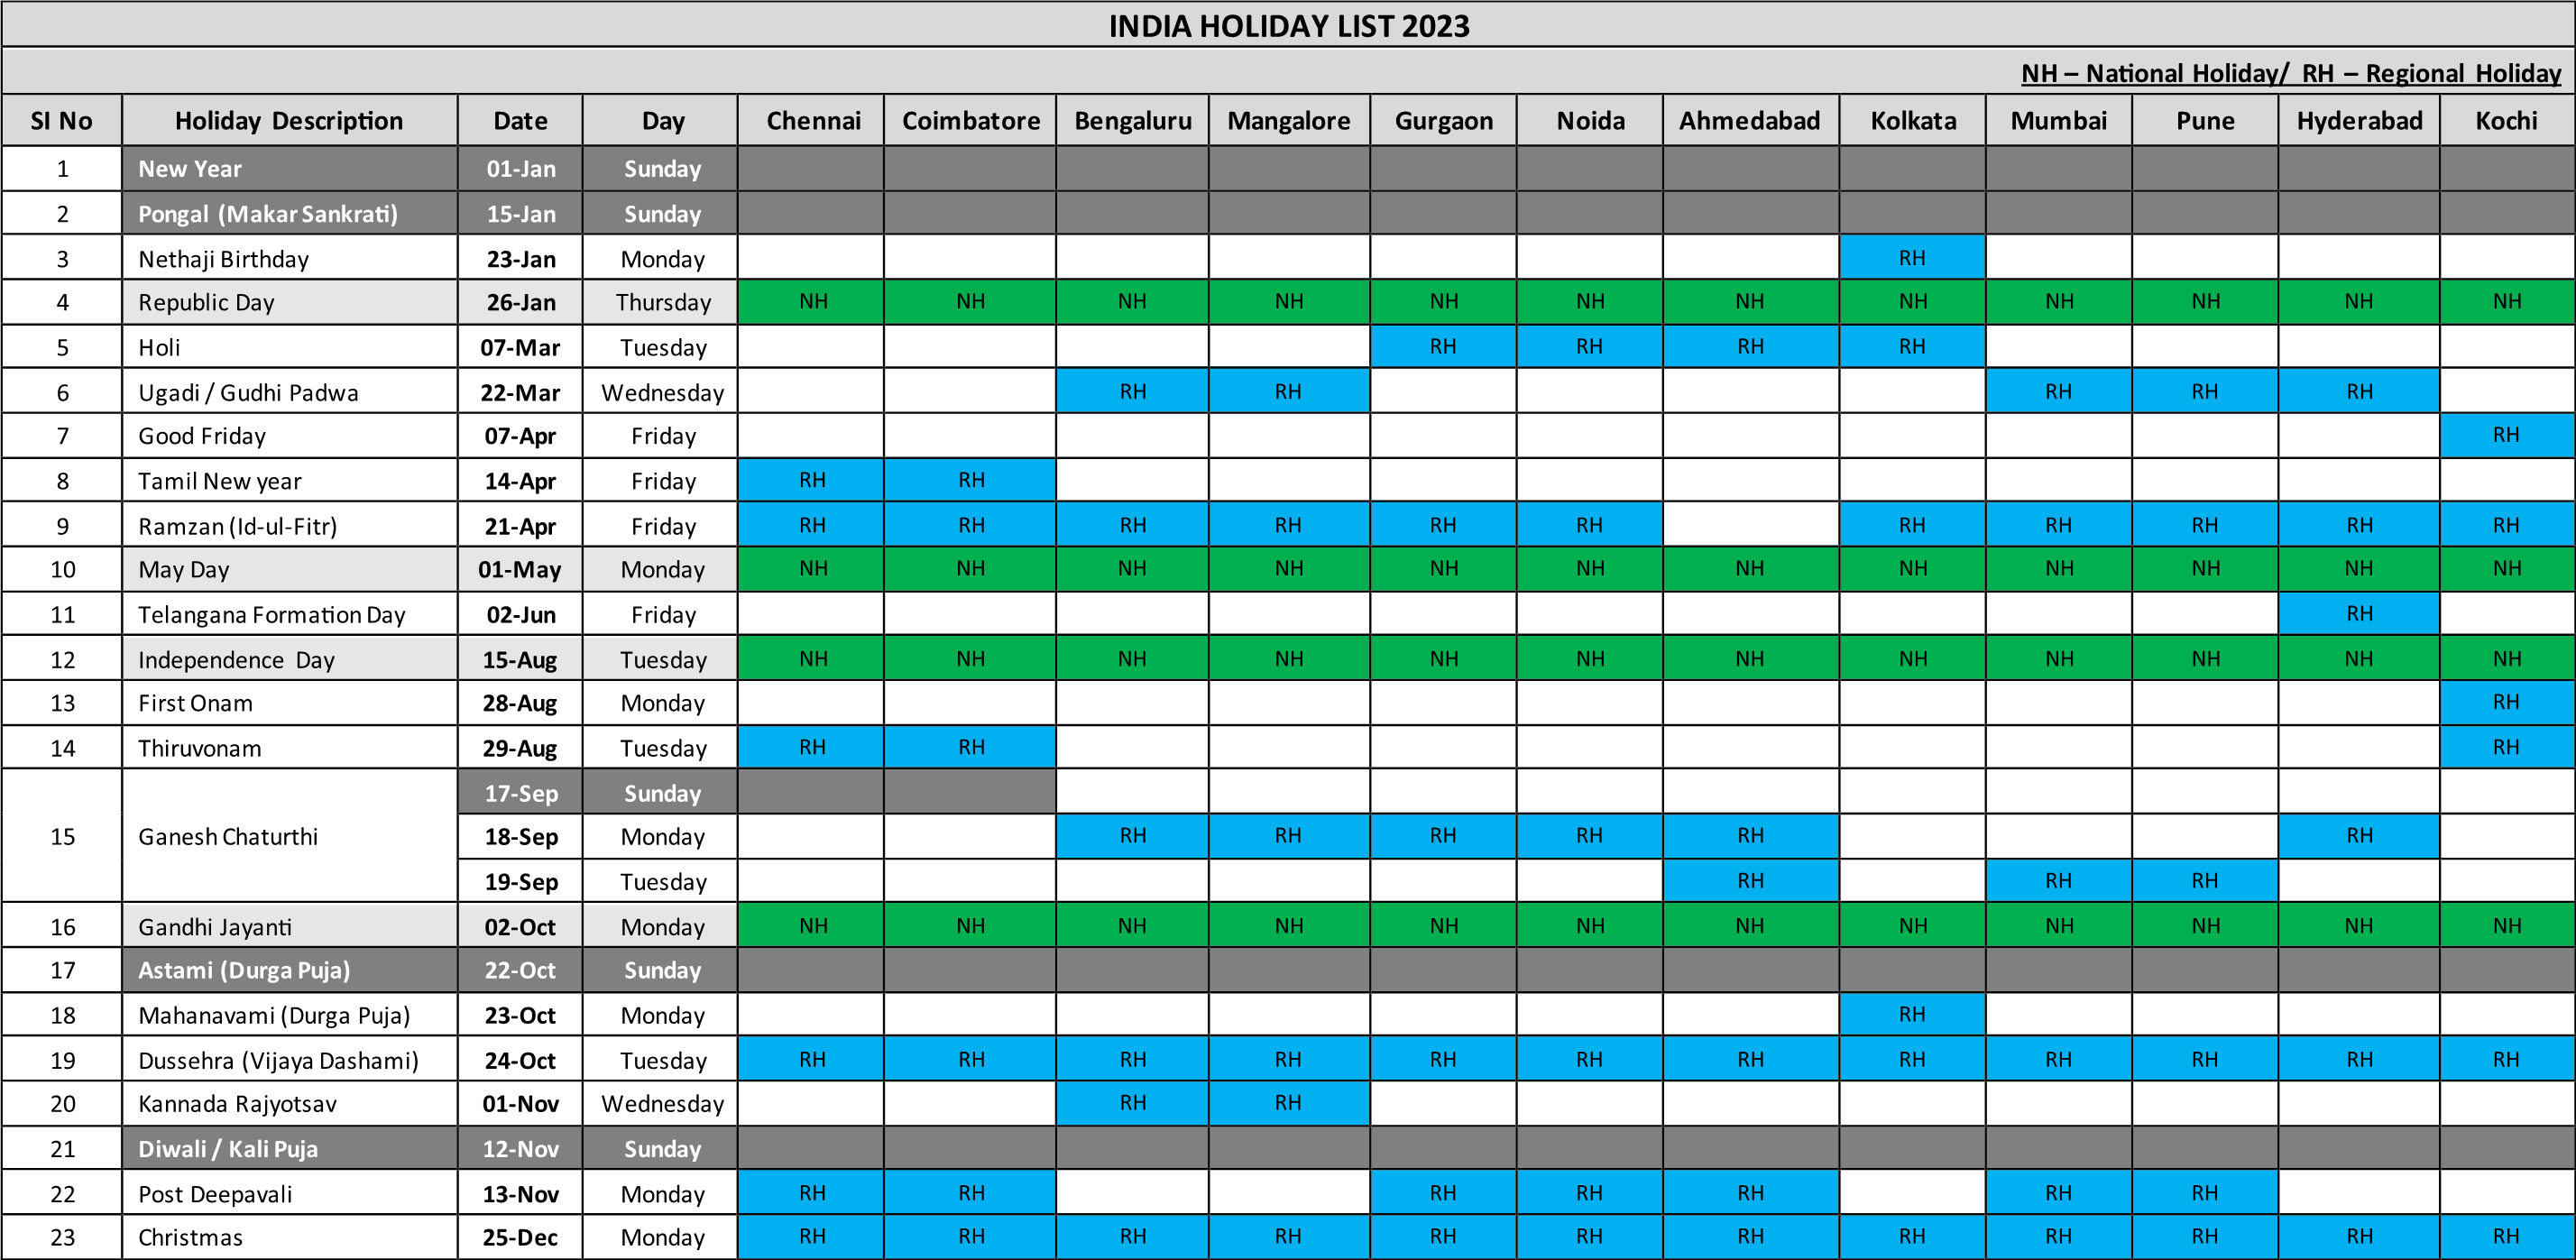 INDIA HOLIDAY LIST 2023
NH – National Holiday/ RH – Regional Holiday
SI No Holiday Description Date Day Chennai Coimbatore Bengaluru Mangalore Gurgaon Noida Ahmedabad Kolkata Mumbai Pune Hyderabad Kochi
1 New Year 01-Jan Sunday
2 Pongal (Makar Sankrati) 15-Jan Sunday
3 Nethaji Birthday 23-Jan Monday RH
4 Republic Day 26-Jan Thursday NH NH NH NH NH NH NH NH NH NH NH NH
5 Holi 07-Mar Tuesday RH RH RH RH
6 Ugadi / Gudhi Padwa 22-Mar Wednesday RH RH RH RH RH
7 Good Friday 07-Apr Friday RH
8 Tamil New year 14-Apr Friday RH RH
9 Ramzan (Id-ul-Fitr) 21-Apr Friday RH RH RH RH RH RH RH RH RH RH RH
10 May Day 01-May Monday NH NH NH NH NH NH NH NH NH NH NH NH
11 Telangana Formation Day 02-Jun Friday RH
12 Independence Day 15-Aug Tuesday NH NH NH NH NH NH NH NH NH NH NH NH
13 First Onam 28-Aug Monday RH
14 Thiruvonam 29-Aug Tuesday RH RH RH
17-Sep Sunday
15 Ganesh Chaturthi 18-Sep Monday RH RH RH RH RH RH
19-Sep Tuesday RH RH RH
16 Gandhi Jayanti 02-Oct Monday NH NH NH NH NH NH NH NH NH NH NH NH
17 Astami (Durga Puja) 22-Oct Sunday
18 Mahanavami (Durga Puja) 23-Oct Monday RH
19 Dussehra (Vijaya Dashami) 24-Oct Tuesday RH RH RH RH RH RH RH RH RH RH RH RH
20 Kannada Rajyotsav 01-Nov Wednesday RH RH
21 Diwali / Kali Puja 12-Nov Sunday
22 Post Deepavali 13-Nov Monday RH RH RH RH RH RH RH
23 Christmas 25-Dec Monday RH RH RH RH RH RH RH RH RH RH RH RH